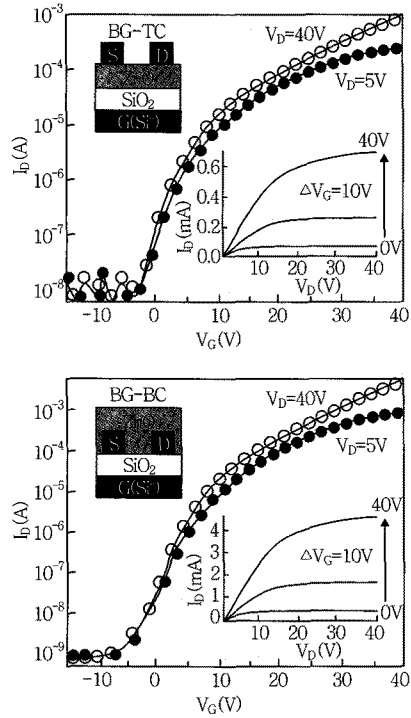 BG-TC
S D
SiO₂
G(Si)
V_D=40V
V_D=5V
10⁻³
10⁻⁴
10⁻⁵
10⁻⁶
10⁻⁷
10⁻⁸
I_D(A)
40V
ΔV_G=10V
0V
0.6
0.4
0.2
0.0
I_D(mA)
10 20 30 40
V_D(V)
-10 0 10 20 30 40
V_G(V)
BG-BC
S D
SiO₂
G(Si)
V_D=40V
V_D=5V
10⁻³
10⁻⁴
10⁻⁵
10⁻⁶
10⁻⁷
10⁻⁸
10⁻⁹
I_D(A)
40V
ΔV_G=10V
0V
4
3
2
1
0
I_D(mA)
10 20 30 40
V_D(V)
-10 0 10 20 30 40
V_G(V)